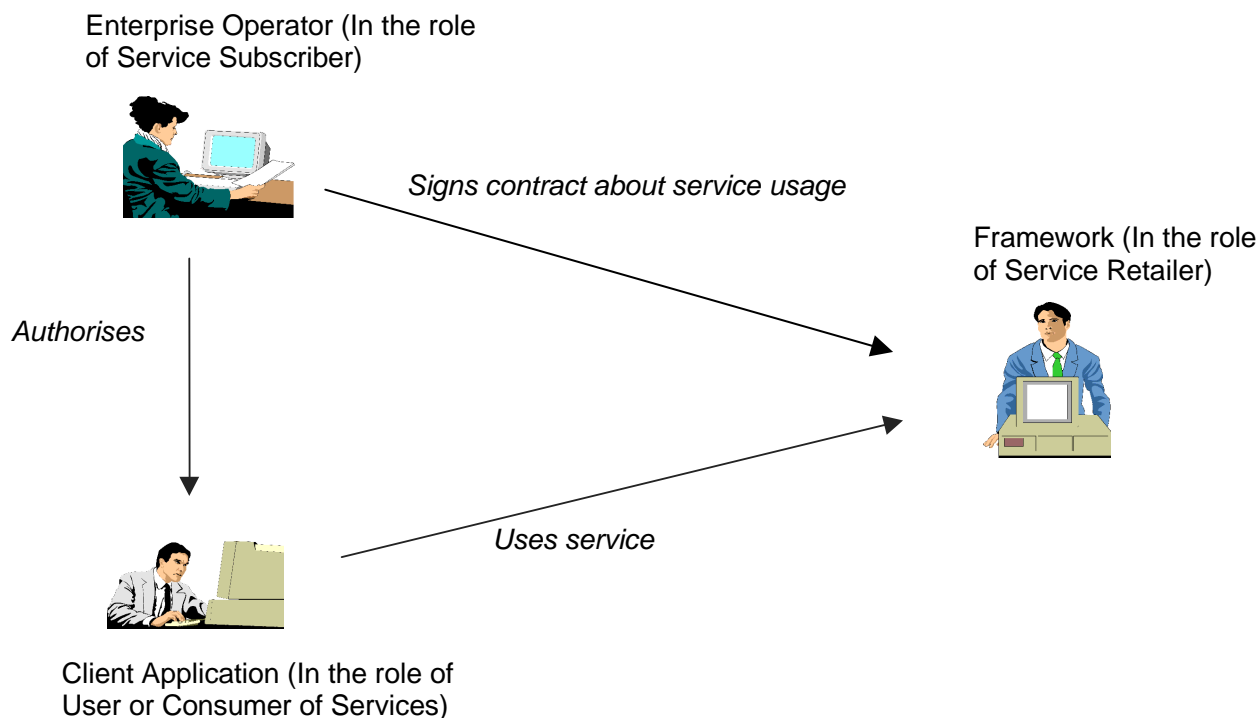 Enterprise Operator (In the role
of Service Subscriber)
Signs contract about service usage
Framework (In the role
of Service Retailer)
Authorises
Uses service
Client Application (In the role of
User or Consumer of Services)